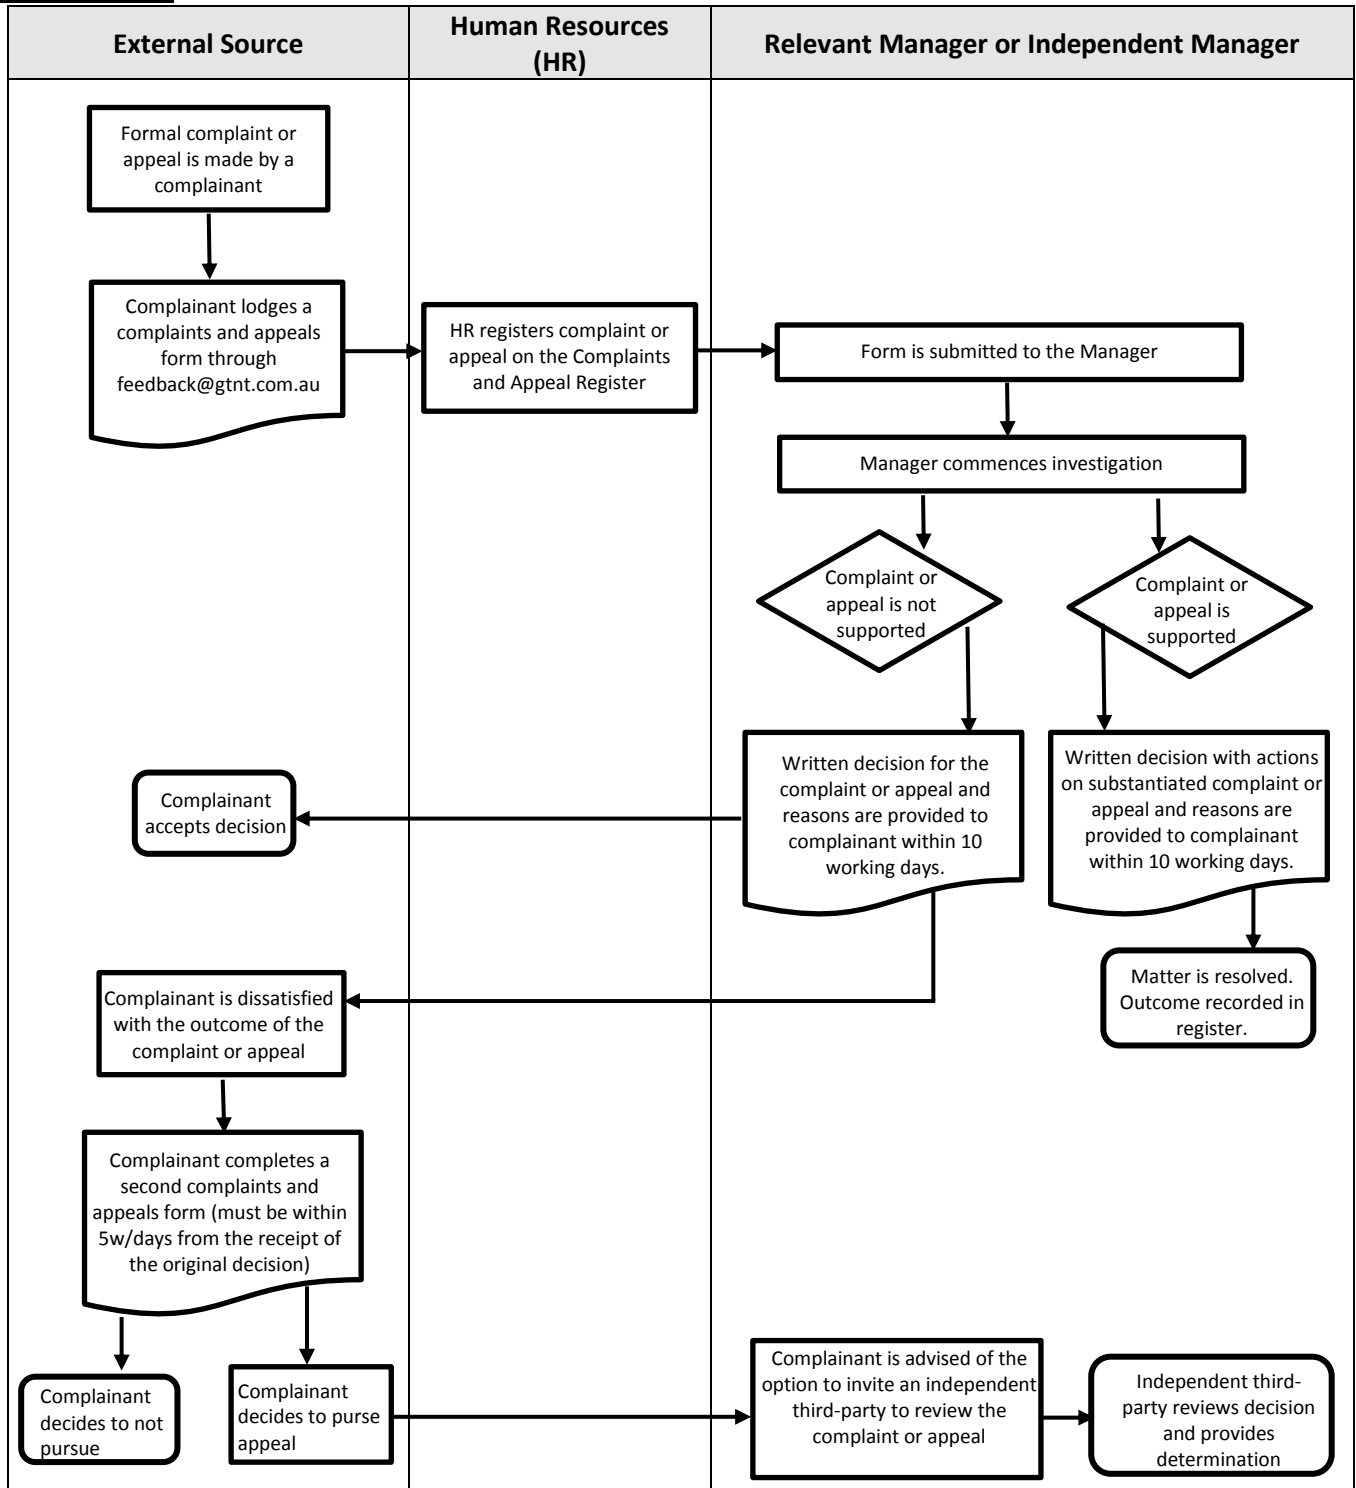 External Source
Human Resources
(HR)
Relevant Manager or Independent Manager
Formal complaint or
appeal is made by a
complainant
Complainant lodges a
complaints and appeals
form through
feedback@gtnt.com.au
HR registers complaint or
appeal on the Complaints
and Appeal Register
Form is submitted to the Manager
Manager commences investigation
Complaint or
appeal is not
supported
Complaint or
appeal is
supported
Written decision for the
complaint or appeal and
reasons are provided to
complainant within 10
working days.
Written decision with actions
on substantiated complaint or
appeal and reasons are
provided to complainant
within 10 working days.
Complainant
accepts decision
Matter is resolved.
Outcome recorded in
register.
Complainant is dissatisfied
with the outcome of the
complaint or appeal
Complainant completes a
second complaints and
appeals form (must be within
5w/days from the receipt of
the original decision)
Complainant
decides to not
pursue
Complainant
decides to purse
appeal
Complainant is advised of the
option to invite an independent
third-party to review the
complaint or appeal
Independent third-
party reviews decision
and provides
determination